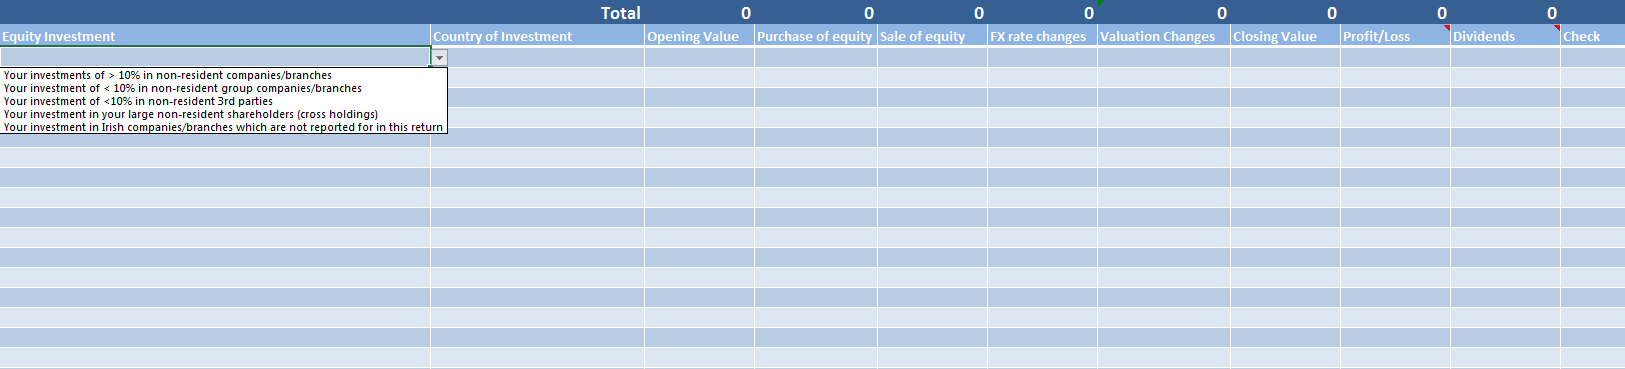 Total 0 0 0 0 0 0 0 0
Equity Investment Country of Investment Opening Value Purchase of equity Sale of equity FX rate changes Valuation Changes Closing Value Profit/Loss Dividends Check
Your investments of > 10% in non-resident companies/branches
Your investment of < 10% in non-resident group companies/branches
Your investment of <10% in non-resident 3rd parties
Your investment in your large non-resident shareholders (cross holdings)
Your investment in Irish companies/branches which are not reported for in this return